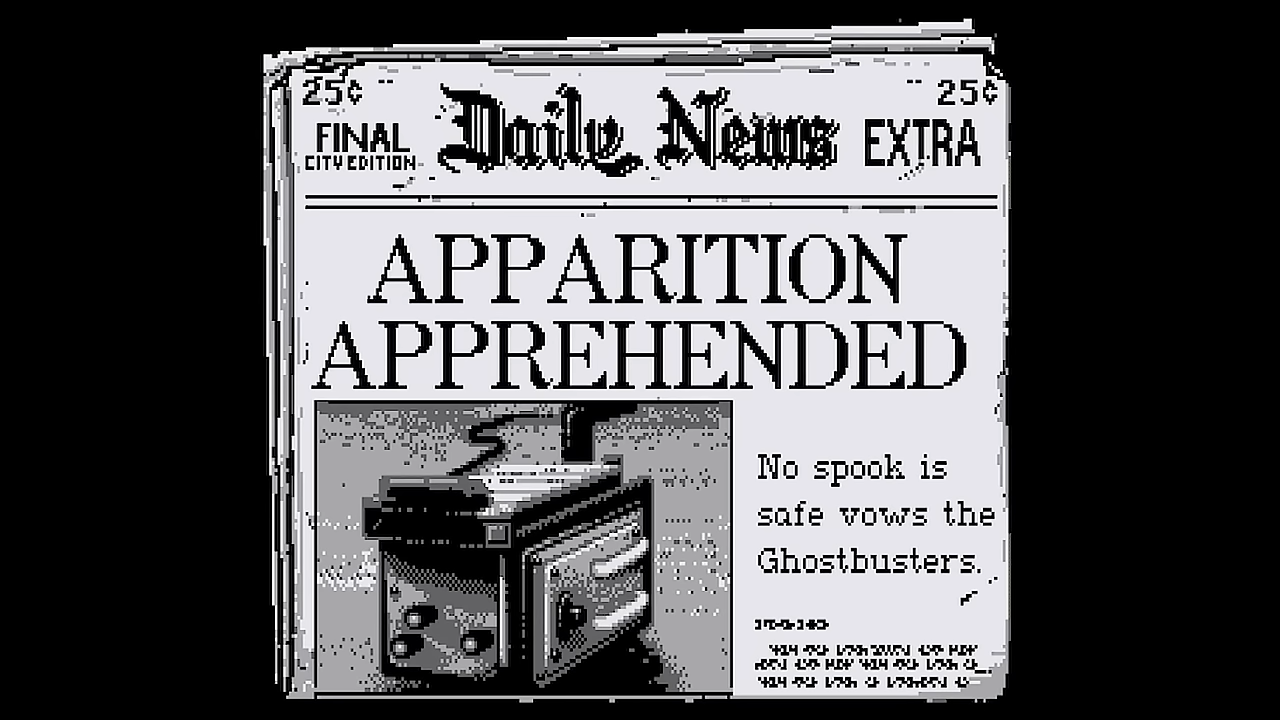 25¢ 25¢
FINAL Daily News EXTRA
CITY EDITION
APPARITION
APPREHENDED
No spook is
safe vows the
Ghostbusters.